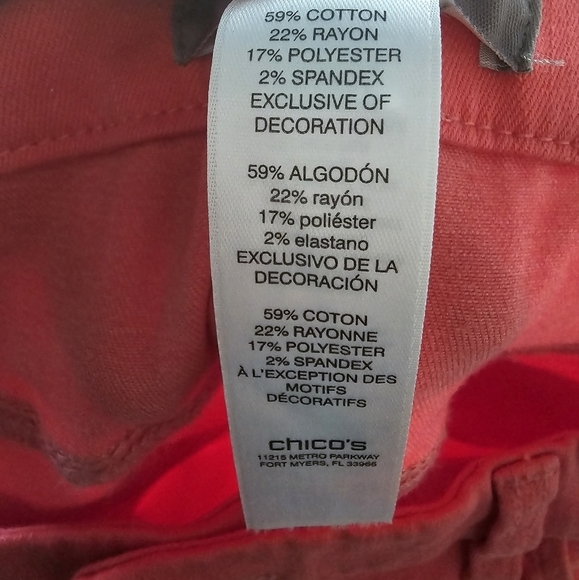 59% COTTON
22% RAYON
17% POLYESTER
2% SPANDEX
EXCLUSIVE OF
DECORATION
59% ALGODÓN
22% rayón
17% poliéster
2% elastano
EXCLUSIVO DE LA
DECORACIÓN
59% COTON
22% RAYONNE
17% POLYESTER
2% SPANDEX
À L'EXCEPTION DES
MOTIFS
DÉCORATIFS
chico's
11215 METRO PARKWAY
FORT MYERS, FL 33966